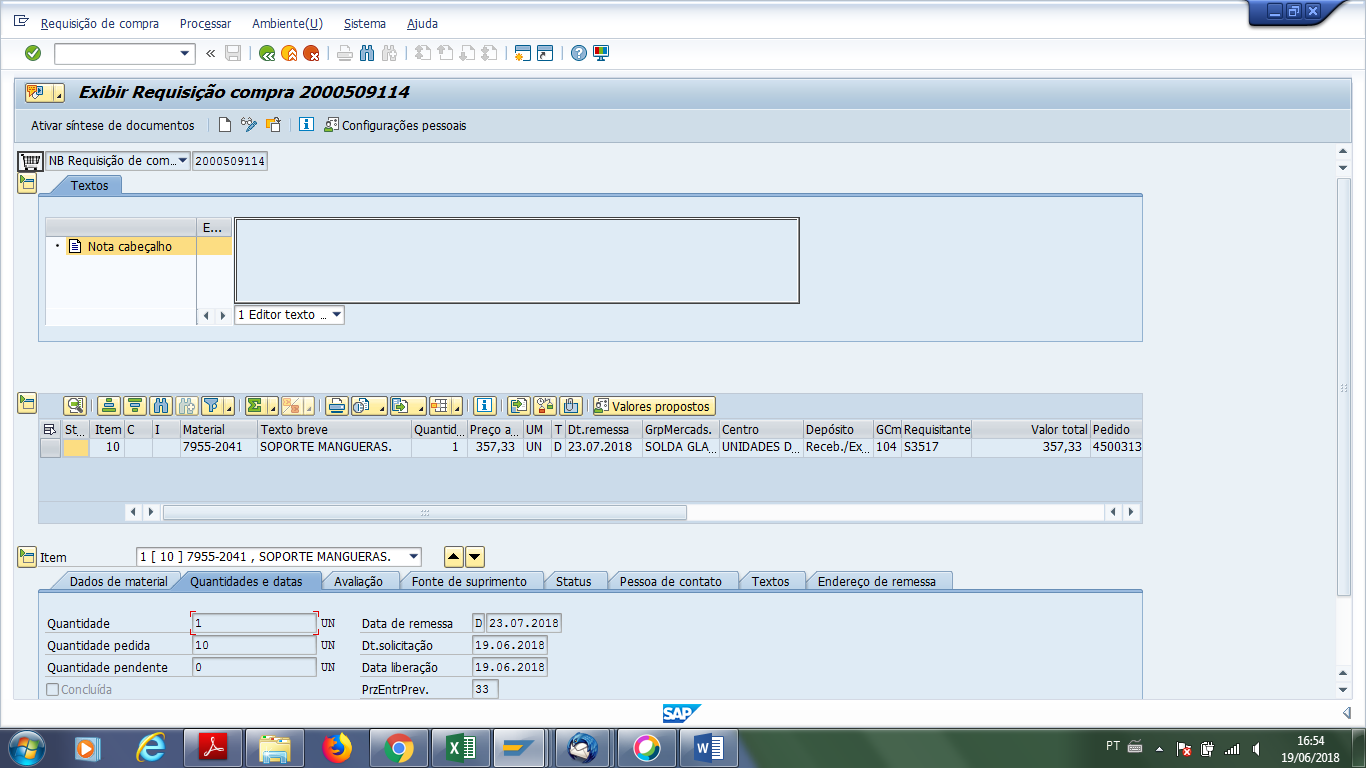 Requisição de compra Processar Ambiente(U) Sistema Ajuda
Exibir Requisição compra 2000509114
Ativar síntese de documentos Configurações pessoais
NB Requisição de com... 2000509114
Textos
E...
Nota cabeçalho
1 Editor texto ...
Valores propostos
St... Item C I Material Texto breve Quantid... Preço a... UM T Dt.remessa GrpMercads. Centro Depósito GCm Requisitante Valor total Pedido
10 7955-2041 SOPORTE MANGUERAS. 1 357,33 UN D 23.07.2018 SOLDA GLA... UNIDADES D... Receb./Ex... 104 S3517 357,33 4500313
Item 1 [ 10 ] 7955-2041 , SOPORTE MANGUERAS.
Dados de material Quantidades e datas Avaliação Fonte de suprimento Status Pessoa de contato Textos Endereço de remessa
Quantidade 1 UN Data de remessa D 23.07.2018
Quantidade pedida 10 UN Dt.solicitação 19.06.2018
Quantidade pendente 0 UN Data liberação 19.06.2018
Concluída PrzEntrPrev. 33
SAP
PT 16:54
19/06/2018